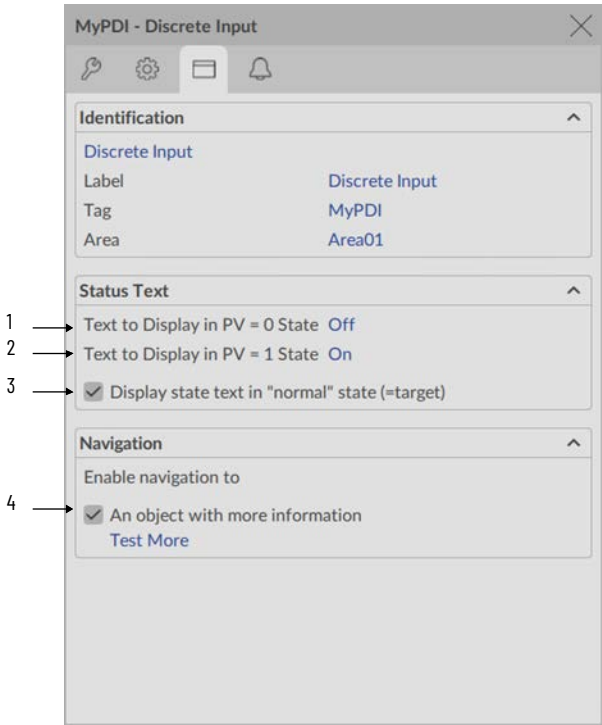 MyPDI - Discrete Input
Identification
Discrete Input
Label Discrete Input
Tag MyPDI
Area Area01
Status Text
1 Text to Display in PV = 0 State Off
2 Text to Display in PV = 1 State On
3 Display state text in "normal" state (=target)
Navigation
Enable navigation to
4 An object with more information
Test More